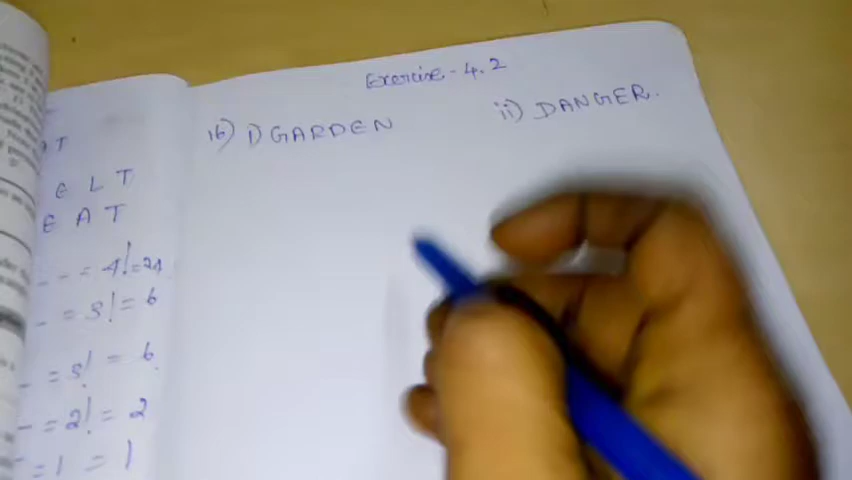 Exercise - 4.2
16) i) GARDEN ii) DANGER.
T
E L T
E A T
- - = 4! = 24
- = 3! = 6
- = 3! = 6
- = 2! = 2
= 1 = 1